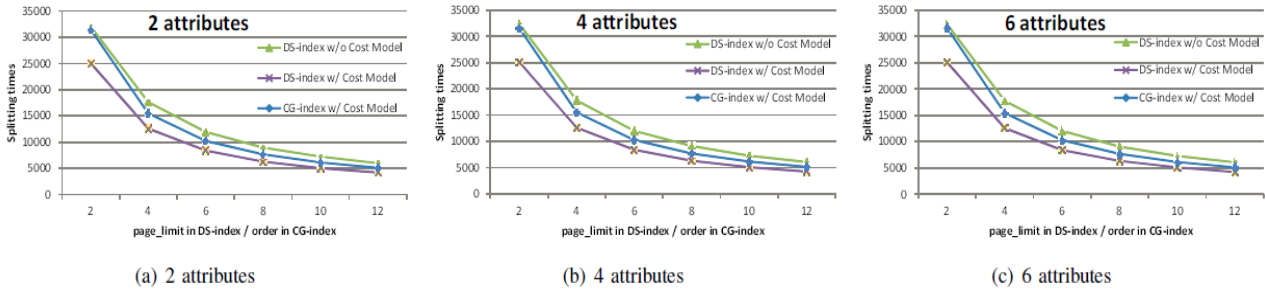 2 attributes
35000
30000
25000
20000
15000
10000
5000
0
Splitting times
DS-index w/o Cost Model
DS-index w/ Cost Model
CG-index w/ Cost Model
2 4 6 8 10 12
page_limit in DS-index / order in CG-index
(a) 2 attributes
4 attributes
35000
30000
25000
20000
15000
10000
5000
0
Splitting times
DS-index w/o Cost Model
DS-index w/ Cost Model
CG-index w/ Cost Model
2 4 6 8 10 12
page_limit in DS-index / order in CG-index
(b) 4 attributes
6 attributes
35000
30000
25000
20000
15000
10000
5000
0
Splitting times
DS-index w/o Cost Model
DS-index w/ Cost Model
CG-index w/ Cost Model
2 4 6 8 10 12
page_limit in DS-index / order in CG-index
(c) 6 attributes